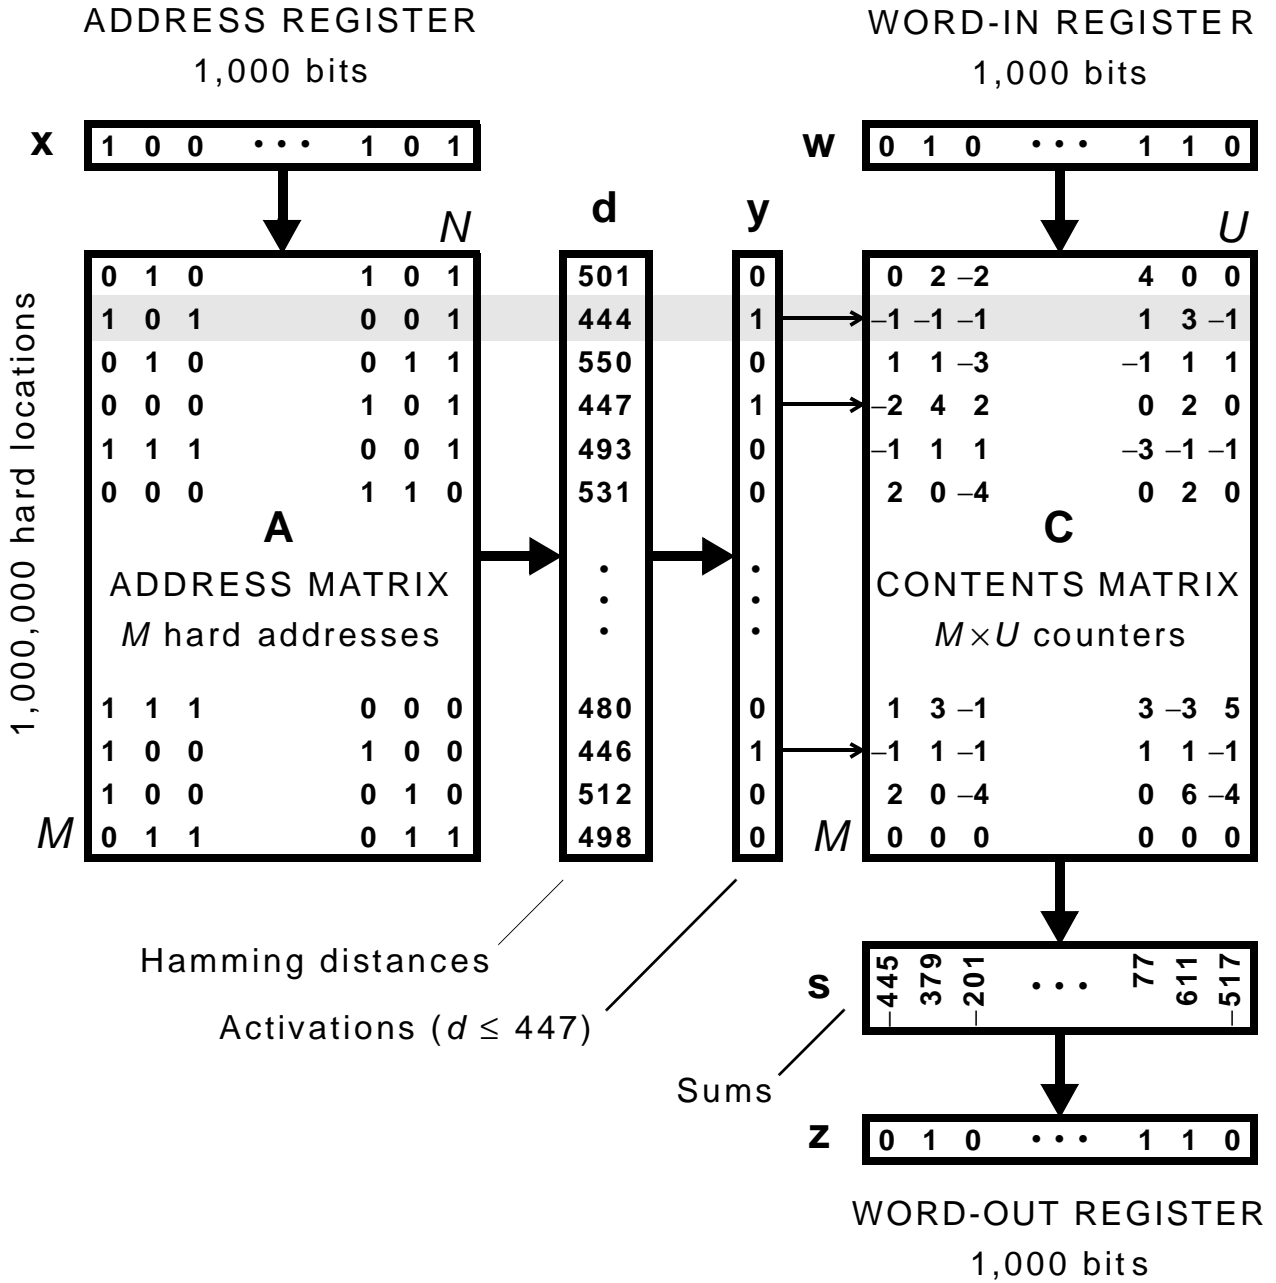 ADDRESS REGISTER
1,000 bits
WORD-IN REGISTER
1,000 bits
x
1 0 0 ··· 1 0 1
w
0 1 0 ··· 1 1 0
N
d
y
U
1,000,000 hard locations
0 1 0 1 0 1 501 0 0 2 –2 4 0 0
1 0 1 0 0 1 444 1 –1 –1 –1 1 3 –1
0 1 0 0 1 1 550 0 1 1 –3 –1 1 1
0 0 0 1 0 1 447 1 –2 4 2 0 2 0
1 1 1 0 0 1 493 0 –1 1 1 –3 –1 –1
0 0 0 1 1 0 531 0 2 0 –4 0 2 0
A
ADDRESS MATRIX
M hard addresses
C
CONTENTS MATRIX
M×U counters
1 1 1 0 0 0 480 0 1 3 –1 3 –3 5
1 0 0 1 0 0 446 1 –1 1 –1 1 1 –1
1 0 0 0 1 0 512 0 2 0 –4 0 6 –4
M 0 1 1 0 1 1 498 0 M 0 0 0 0 0 0
Hamming distances
Activations (d ≤ 447)
s
–445 379 –201 ··· 77 611 –517
Sums
z
0 1 0 ··· 1 1 0
WORD-OUT REGISTER
1,000 bits